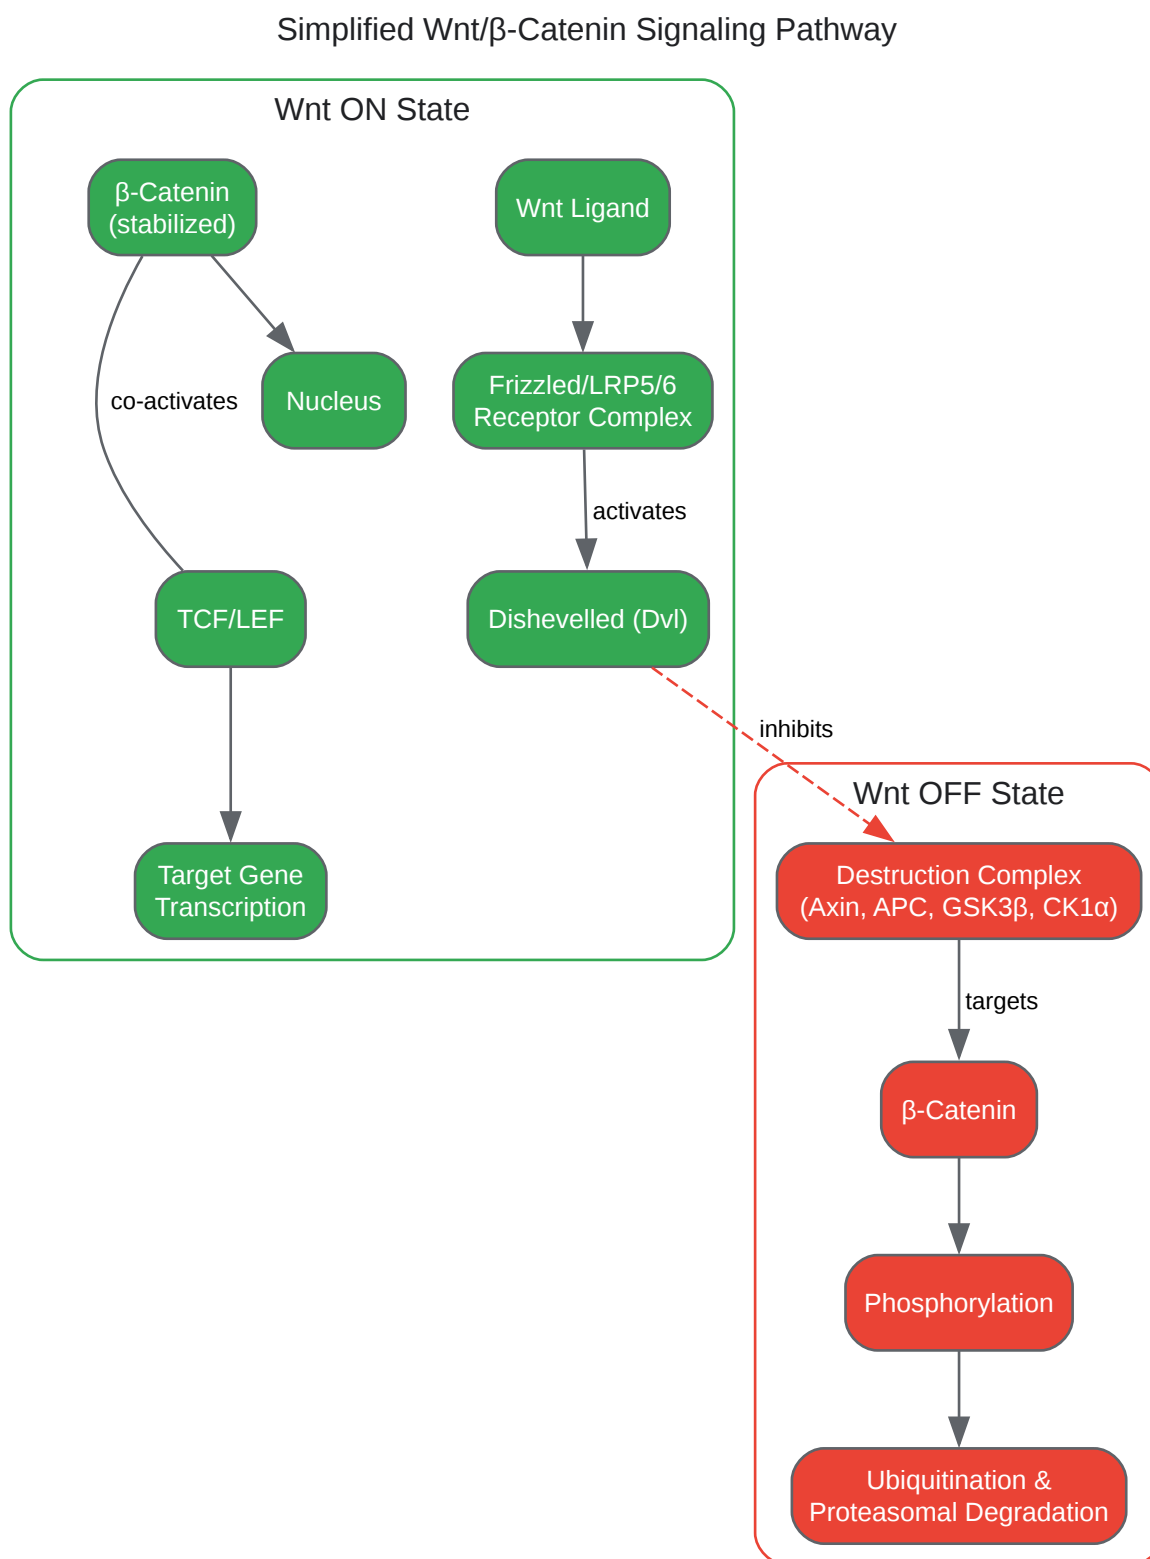 Simplified Wnt/β-Catenin Signaling Pathway
Wnt ON State
β-Catenin
(stabilized)
Wnt Ligand
co-activates
Nucleus
Frizzled/LRP5/6
Receptor Complex
activates
TCF/LEF
Dishevelled (Dvl)
inhibits
Wnt OFF State
Target Gene
Transcription
Destruction Complex
(Axin, APC, GSK3β, CK1α)
targets
β-Catenin
Phosphorylation
Ubiquitination &
Proteasomal Degradation